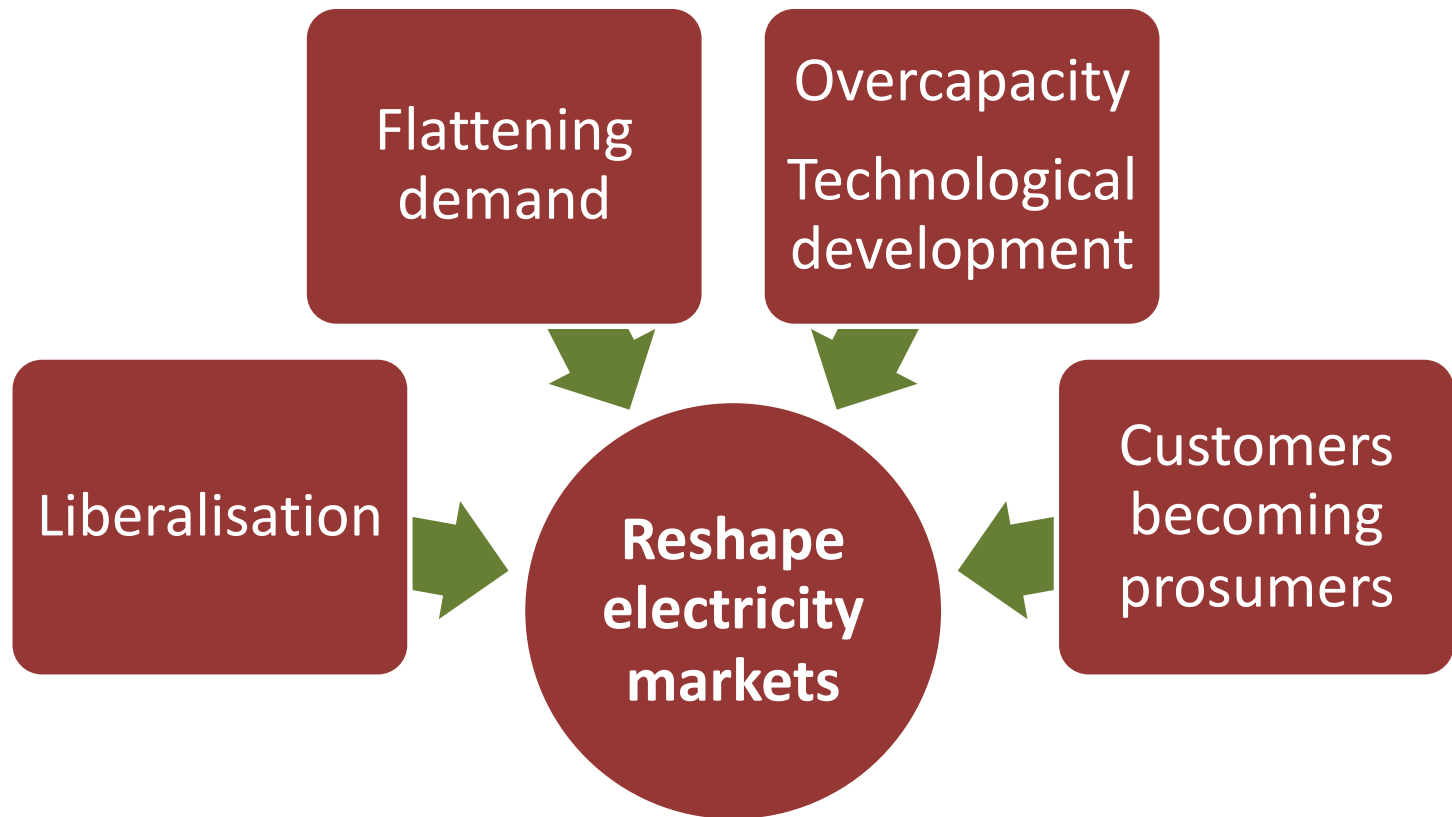 Flattening
demand
Overcapacity
Technological
development
Liberalisation
Reshape
electricity
markets
Customers
becoming
prosumers